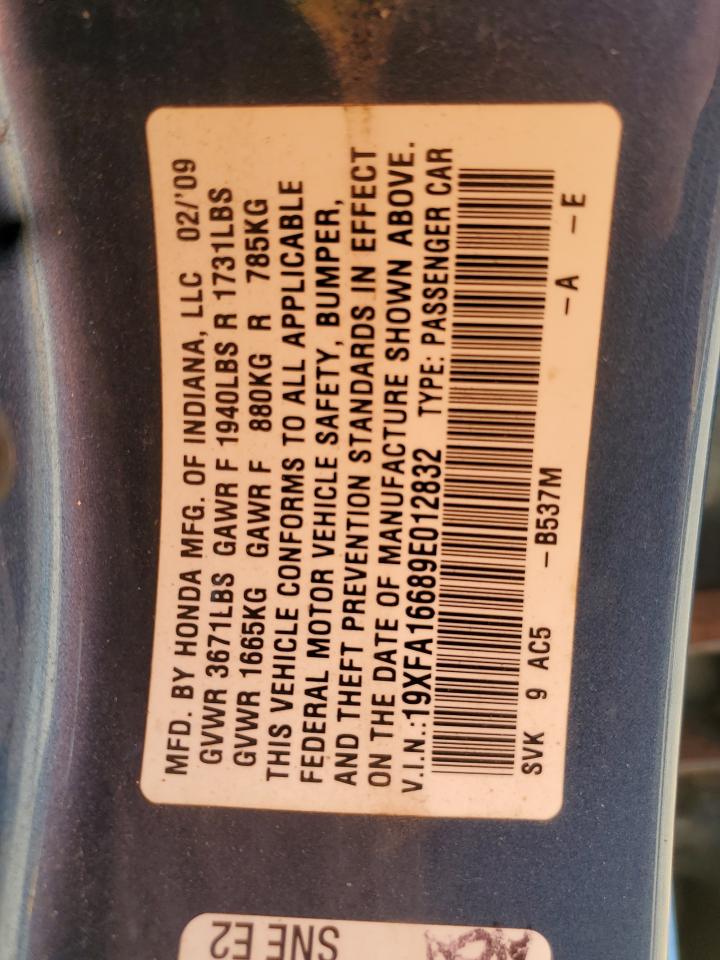 MFD. BY HONDA MFG. OF INDIANA, LLC 02/'09
GVWR 3671LBS GAWR F 1940LBS R 1731LBS
GVWR 1665KG GAWR F 880KG R 785KG
THIS VEHICLE CONFORMS TO ALL APPLICABLE
FEDERAL MOTOR VEHICLE SAFETY, BUMPER,
AND THEFT PREVENTION STANDARDS IN EFFECT
ON THE DATE OF MANUFACTURE SHOWN ABOVE.
V.I.N.:19XFA16689E012832 TYPE: PASSENGER CAR
SVK 9 AC5 -B537M -A -E
SNE E2